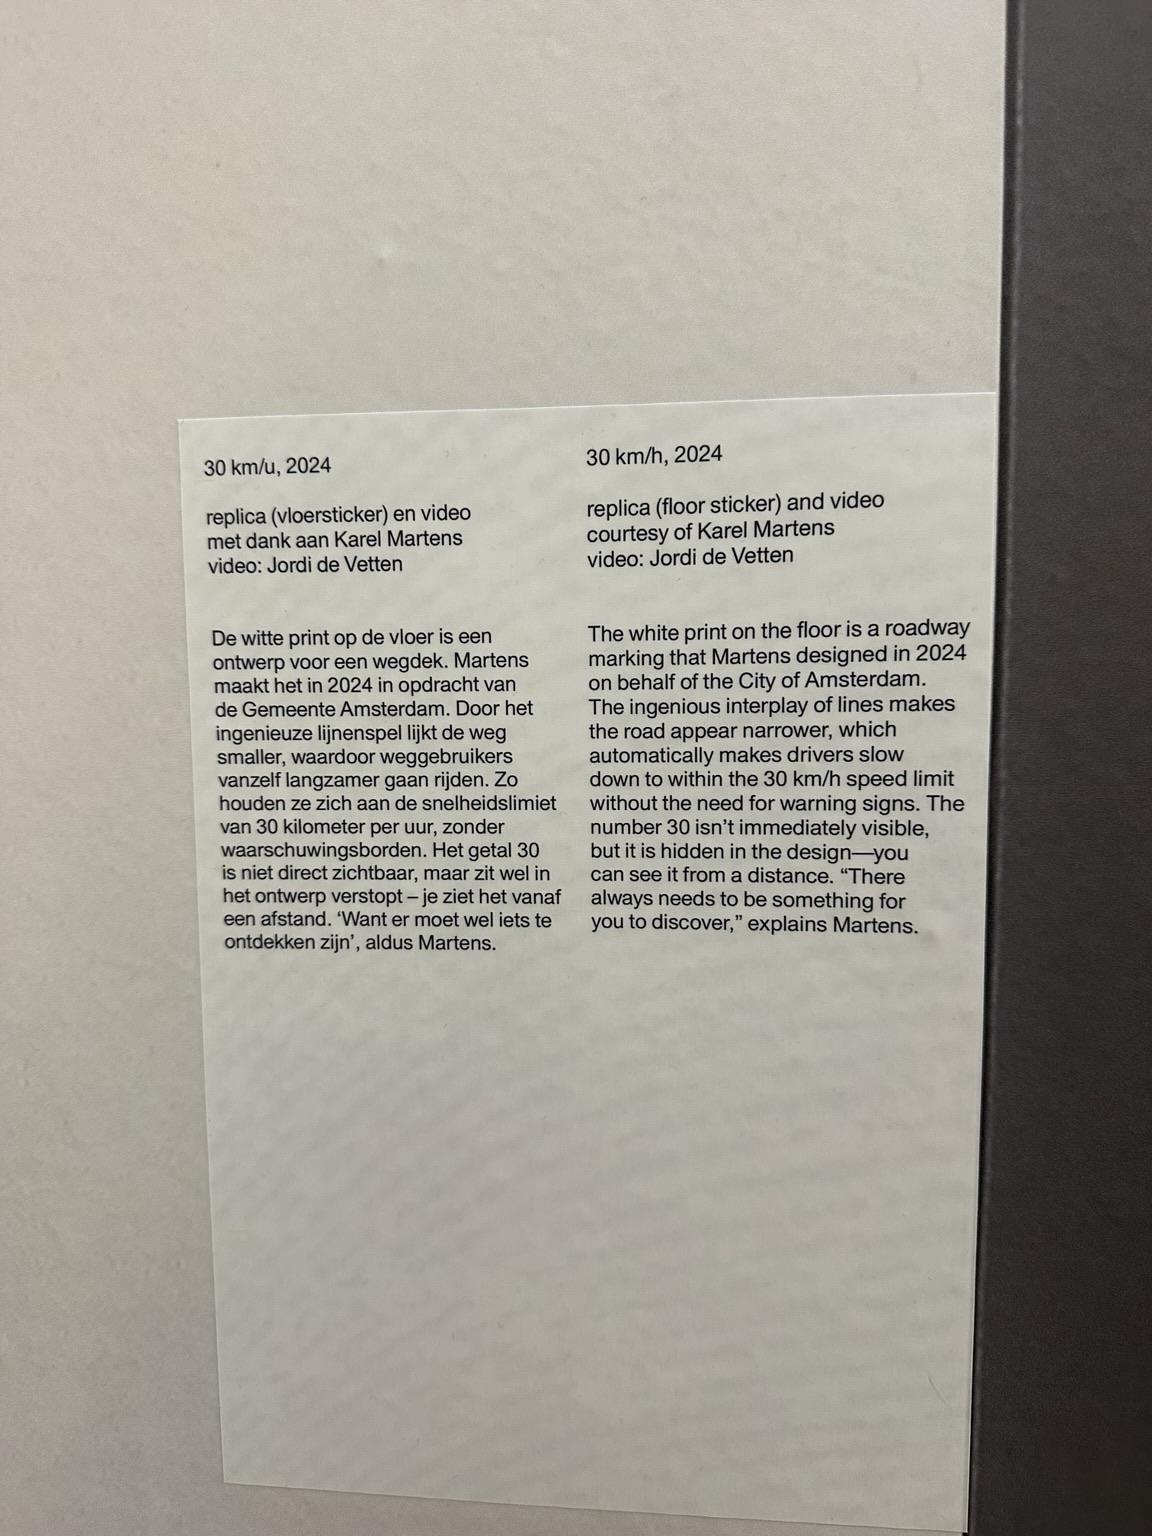 30 km/u, 2024
replica (vloersticker) en video
met dank aan Karel Martens
video: Jordi de Vetten
De witte print op de vloer is een
ontwerp voor een wegdek. Martens
maakt het in 2024 in opdracht van
de Gemeente Amsterdam. Door het
ingenieuze lijnenspel lijkt de weg
smaller, waardoor weggebruikers
vanzelf langzamer gaan rijden. Zo
houden ze zich aan de snelheidslimiet
van 30 kilometer per uur, zonder
waarschuwingsborden. Het getal 30
is niet direct zichtbaar, maar zit wel in
het ontwerp verstopt – je ziet het vanaf
een afstand. ‘Want er moet wel iets te
ontdekken zijn’, aldus Martens.
30 km/h, 2024
replica (floor sticker) and video
courtesy of Karel Martens
video: Jordi de Vetten
The white print on the floor is a roadway
marking that Martens designed in 2024
on behalf of the City of Amsterdam.
The ingenious interplay of lines makes
the road appear narrower, which
automatically makes drivers slow
down to within the 30 km/h speed limit
without the need for warning signs. The
number 30 isn’t immediately visible,
but it is hidden in the design—you
can see it from a distance. “There
always needs to be something for
you to discover,” explains Martens.